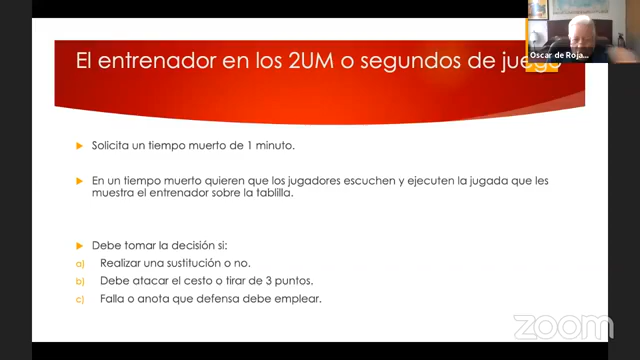 El entrenador en los 2UM o segundos de juego
Oscar de Roja...
Solicita un tiempo muerto de 1 minuto.
En un tiempo muerto quieren que los jugadores escuchen y ejecuten la jugada que les
muestra el entrenador sobre la tablilla.
Debe tomar la decisión si:
a) Realizar una sustitución o no.
b) Debe atacar el cesto o tirar de 3 puntos.
c) Falla o anota que defensa debe emplear.
zoom